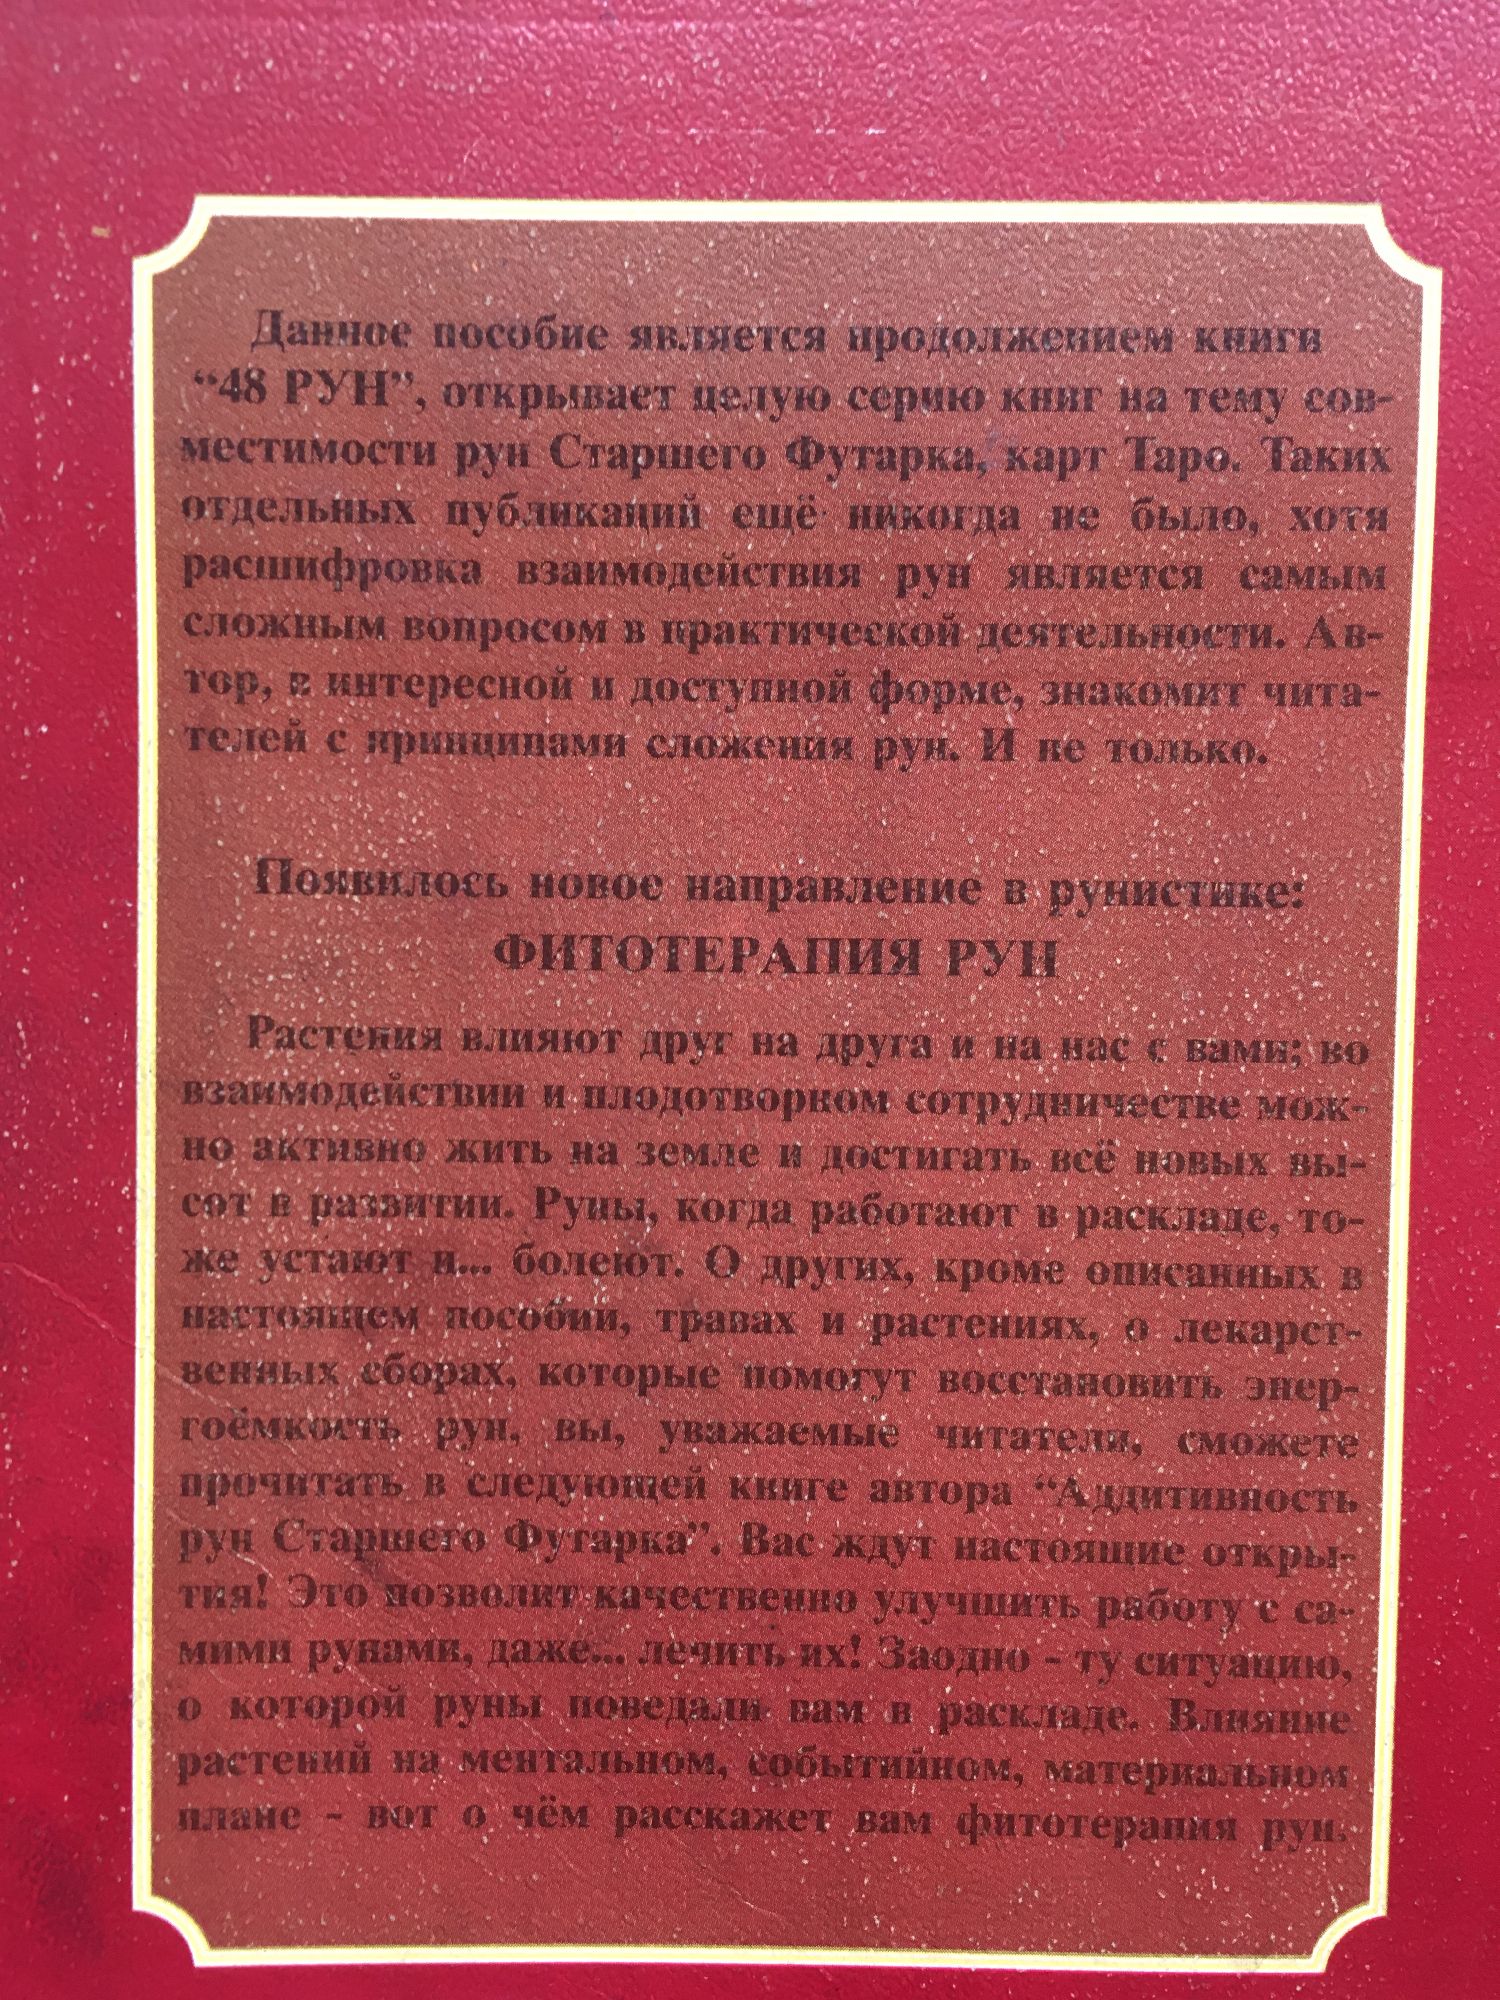 Данное пособие является продолжением книги
“48 РУН”, открывает целую серию книг на тему сов-
местимости рун Старшего Футарка, карт Таро. Таких
отдельных публикаций ещё никогда не было, хотя
расшифровка взаимодействия рун является самым
сложным вопросом в практической деятельности. Ав-
тор, в интересной и доступной форме, знакомит чита-
телей с принципами сложения рун. И не только.
Появилось новое направление в рунистике:
ФИТОТЕРАПИЯ РУН
Растения влияют друг на друга и на нас с вами; во
взаимодействии и плодотворном сотрудничестве мож-
но активно жить на земле и достигать всё новых вы-
сот в развитии. Руны, когда работают в раскладе, то-
же устают и... болеют. О других, кроме описанных в
настоящем пособии, травах и растениях, о лекарст-
венных сборах, которые помогут восстановить энер-
гоёмкость рун, вы, уважаемые читатели, сможете
прочитать в следующей книге автора “Аддитивность
рун Старшего Футарка”. Вас ждут настоящие откры-
тия! Это позволит качественно улучшить работу с са-
мими рунами, даже... лечить их! Заодно - ту ситуацию,
о которой руны поведали вам в раскладе. Влияние
растений на ментальном, событийном, материальном
плане - вот о чём расскажет вам фитотерапия рун.